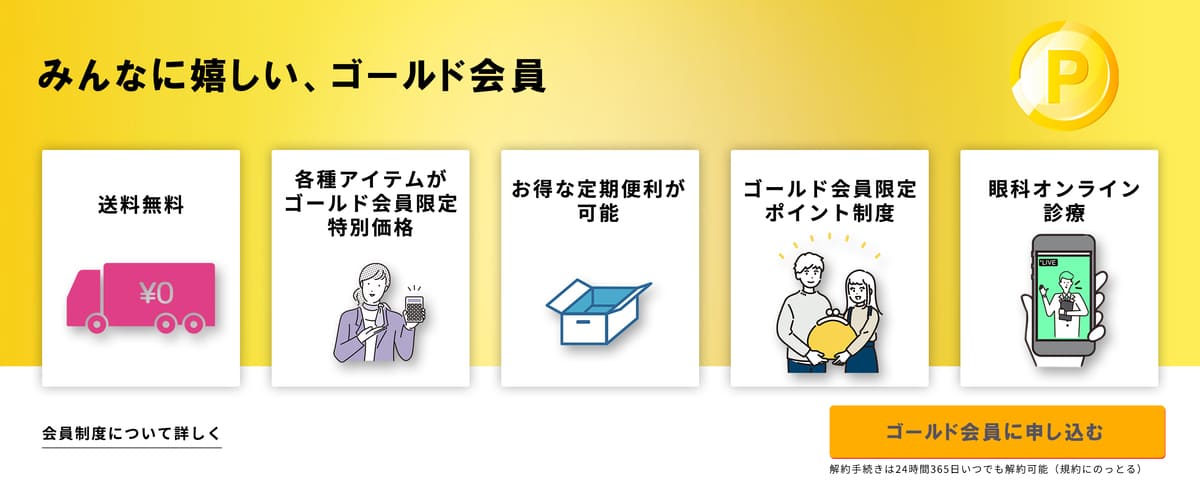 みんなに嬉しい、ゴールド会員
P
送料無料
¥0
各種アイテムが
ゴールド会員限定
特別価格
お得な定期便利が
可能
ゴールド会員限定
ポイント制度
眼科オンライン
診療
LIVE
会員制度について詳しく
ゴールド会員に申し込む
解約手続きは24時間365日いつでも解約可能（規約にのっとる）